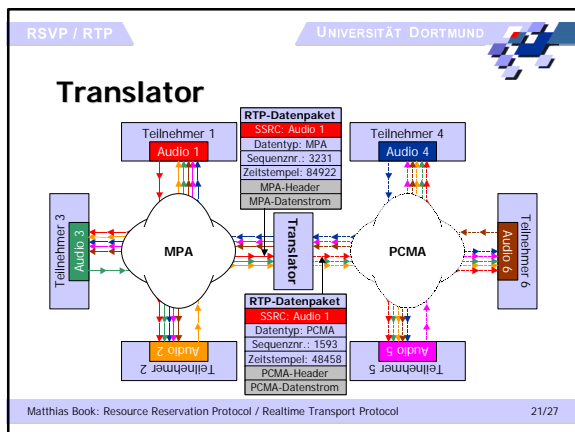 RSVP / RTP
UNIVERSITÄT DORTMUND
Translator
RTP-Datenpaket
SSRC: Audio 1
Datentyp: MPA
Sequenznr.: 3231
Zeitstempel: 84922
MPA-Header
MPA-Datenstrom
Teilnehmer 1
Audio 1
Teilnehmer 4
Audio 4
Teilnehmer 3
Audio 3
MPA
Translator
PCMA
Audio 6
Teilnehmer 6
RTP-Datenpaket
SSRC: Audio 1
Datentyp: PCMA
Sequenznr.: 1593
Zeitstempel: 48458
PCMA-Header
PCMA-Datenstrom
Audio 2
Teilnehmer 2
Audio 5
Teilnehmer 5
Matthias Book: Resource Reservation Protocol / Realtime Transport Protocol
21/27